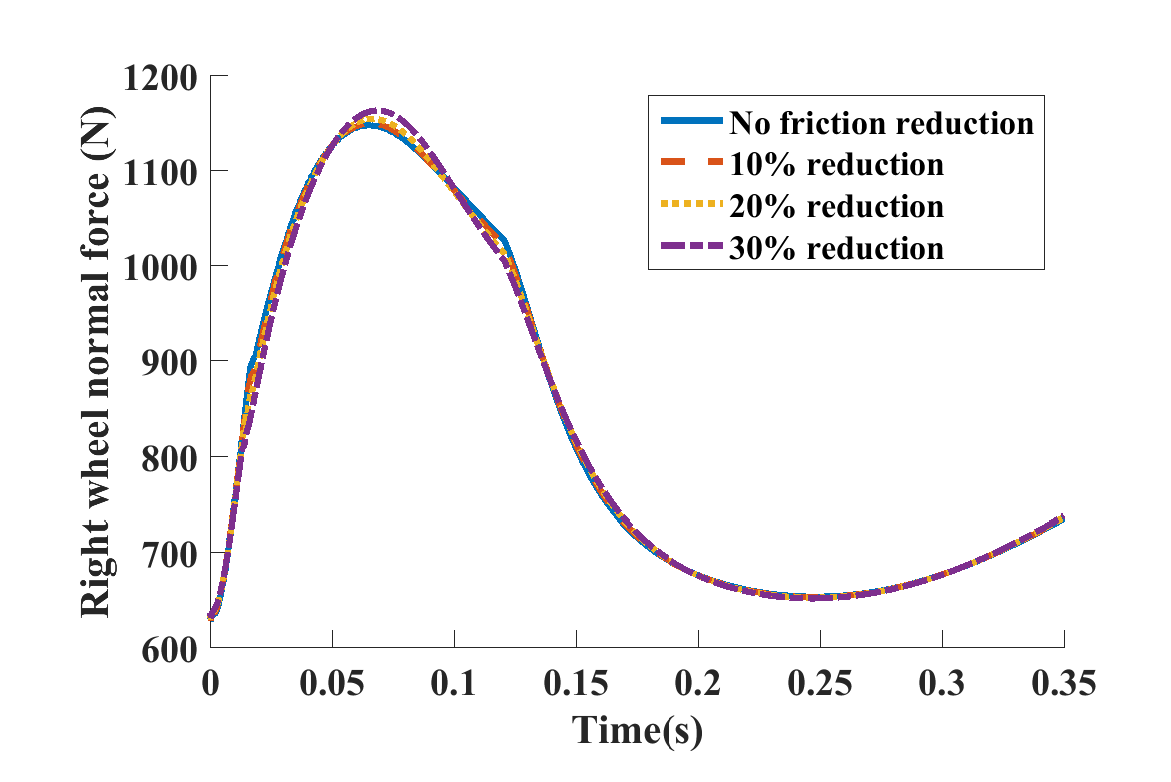 Right wheel normal force (N)
1200
1100
1000
900
800
700
600
No friction reduction
10% reduction
20% reduction
30% reduction
0 0.05 0.1 0.15 0.2 0.25 0.3 0.35
Time(s)